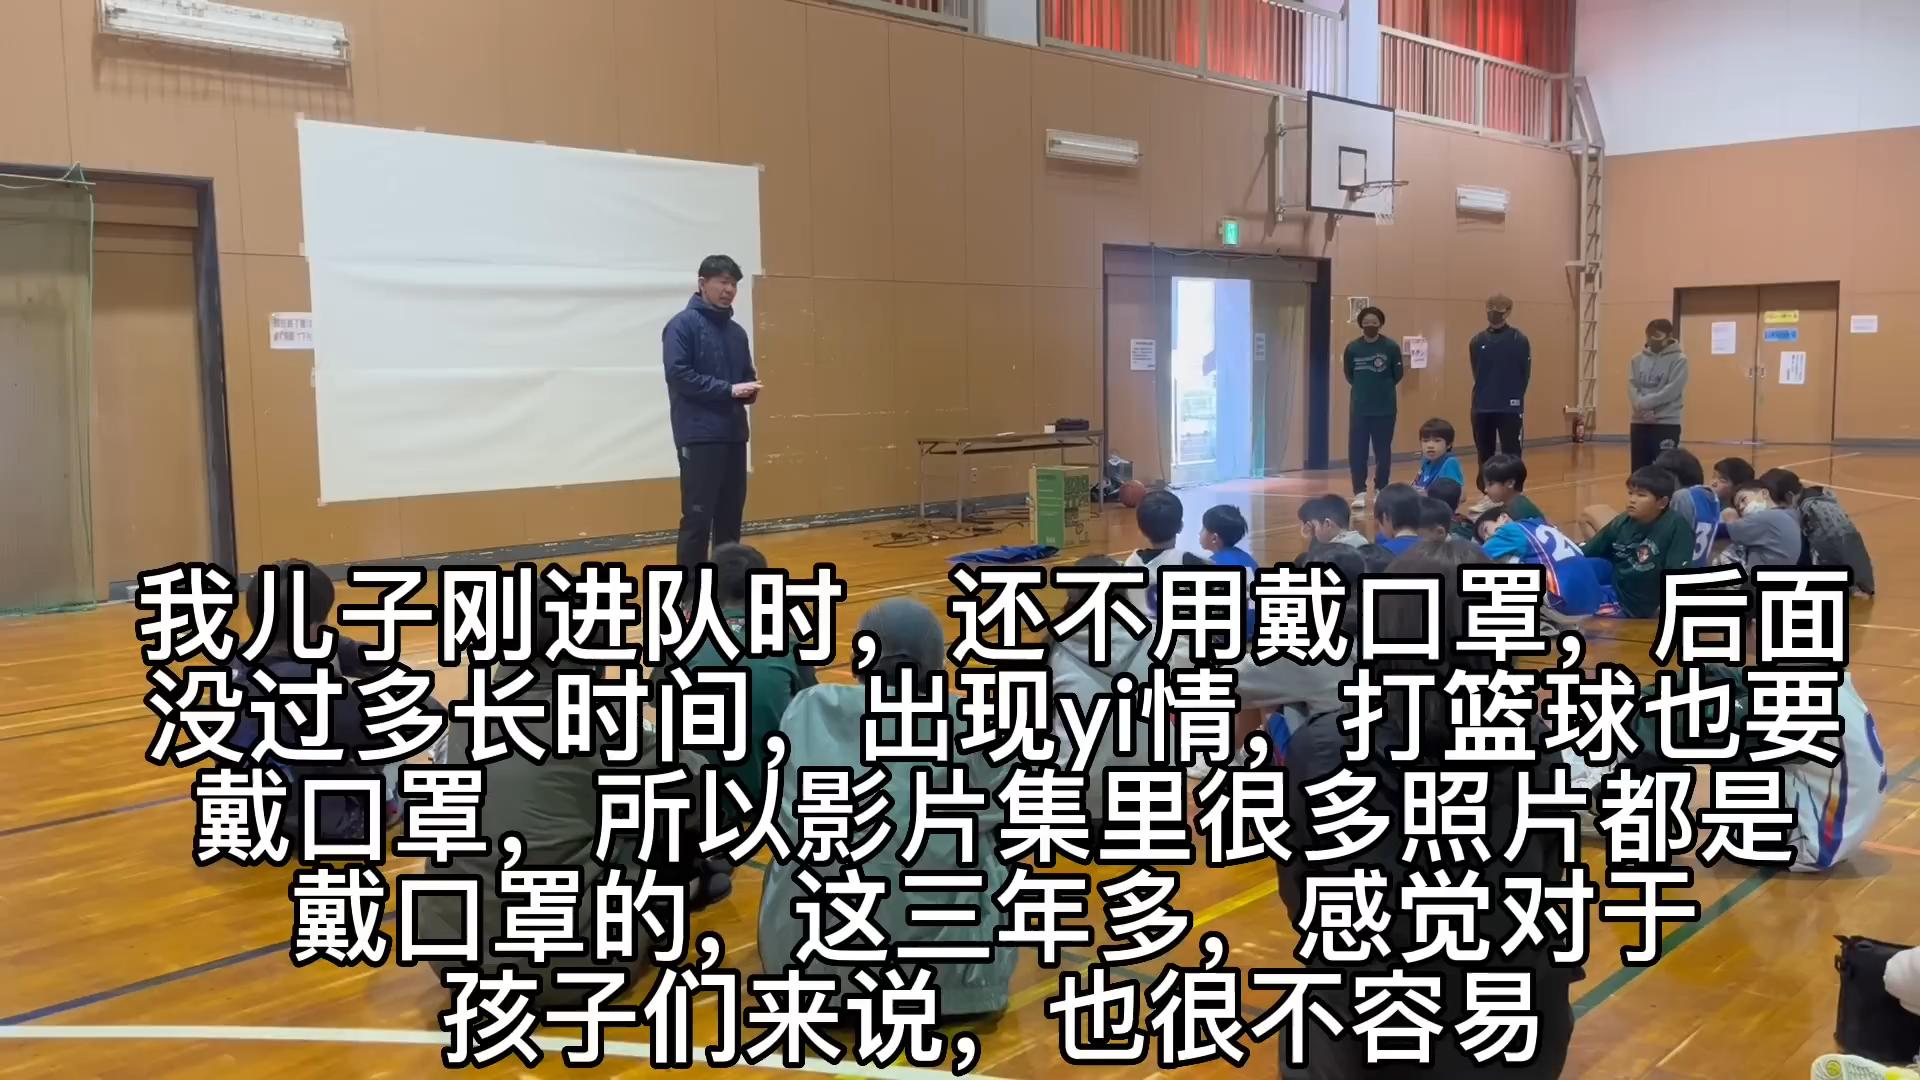 我儿子刚进队时，还不用戴口罩，后面
没过多长时间，出现yi情，打篮球也要
戴口罩，所以影片集里很多照片都是
戴口罩的，这三年多，感觉对于
孩子们来说，也很不容易